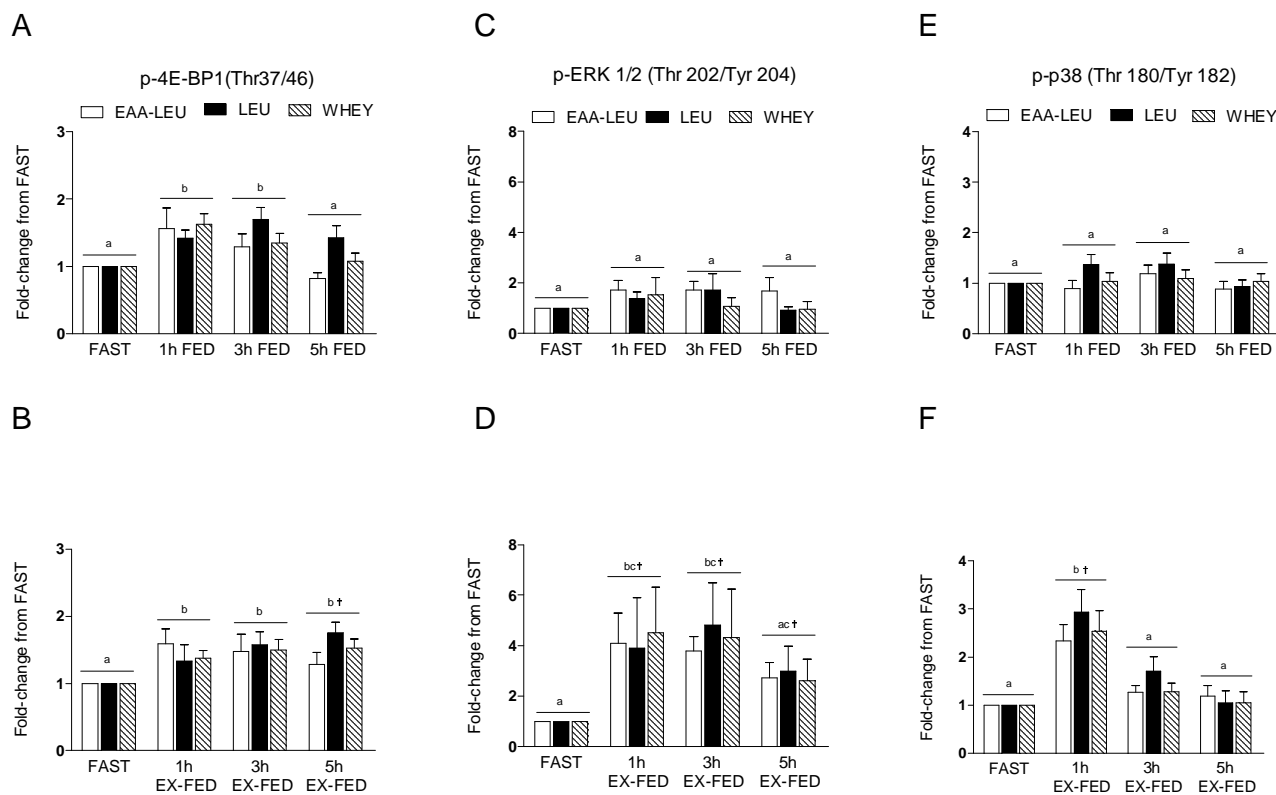 A
p-4E-BP1(Thr37/46)
EAA-LEU LEU WHEY
Fold-change from FAST
3
2
1
0
a
b
b
a
FAST 1h FED 3h FED 5h FED
C
p-ERK 1/2 (Thr 202/Tyr 204)
EAA-LEU LEU WHEY
Fold-change from FAST
8
6
4
2
0
a
a
a
a
FAST 1h FED 3h FED 5h FED
E
p-p38 (Thr 180/Tyr 182)
EAA-LEU LEU WHEY
Fold-change from FAST
4
3
2
1
0
a
a
a
a
FAST 1h FED 3h FED 5h FED
B
Fold-change from FAST
3
2
1
0
a
b
b
b †
FAST 1h 3h 5h
EX-FED EX-FED EX-FED
D
Fold-change from FAST
8
6
4
2
0
a
bc†
bc†
ac†
FAST 1h 3h 5h
EX-FED EX-FED EX-FED
F
Fold-change from FAST
4
3
2
1
0
a
b †
a
a
FAST 1h 3h 5h
EX-FED EX-FED EX-FED